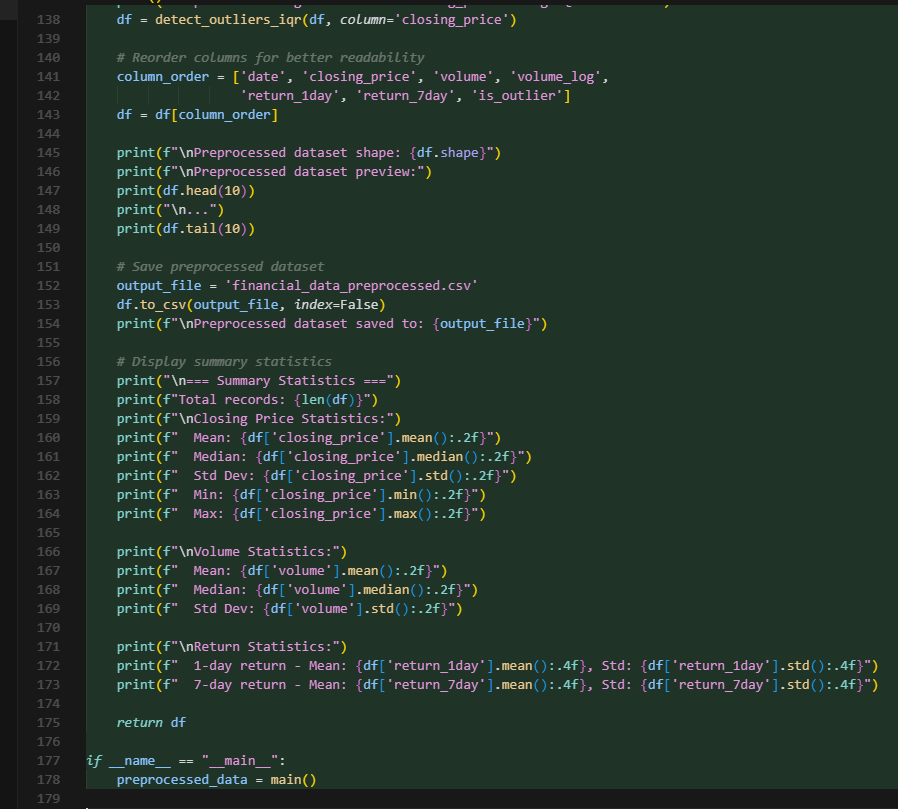 138 df = detect_outliers_iqr(df, column='closing_price')
139
140 # Reorder columns for better readability
141 column_order = ['date', 'closing_price', 'volume', 'volume_log',
142 'return_1day', 'return_7day', 'is_outlier']
143 df = df[column_order]
144
145 print(f"\nPreprocessed dataset shape: {df.shape}")
146 print(f"\nPreprocessed dataset preview:")
147 print(df.head(10))
148 print("\n...")
149 print(df.tail(10))
150
151 # Save preprocessed dataset
152 output_file = 'financial_data_preprocessed.csv'
153 df.to_csv(output_file, index=False)
154 print(f"\nPreprocessed dataset saved to: {output_file}")
155
156 # Display summary statistics
157 print("\n=== Summary Statistics ===")
158 print(f"Total records: {len(df)}")
159 print(f"\nClosing Price Statistics:")
160 print(f"  Mean: {df['closing_price'].mean():.2f}")
161 print(f"  Median: {df['closing_price'].median():.2f}")
162 print(f"  Std Dev: {df['closing_price'].std():.2f}")
163 print(f"  Min: {df['closing_price'].min():.2f}")
164 print(f"  Max: {df['closing_price'].max():.2f}")
165
166 print(f"\nVolume Statistics:")
167 print(f"  Mean: {df['volume'].mean():.2f}")
168 print(f"  Median: {df['volume'].median():.2f}")
169 print(f"  Std Dev: {df['volume'].std():.2f}")
170
171 print(f"\nReturn Statistics:")
172 print(f"  1-day return - Mean: {df['return_1day'].mean():.4f}, Std: {df['return_1day'].std():.4f}")
173 print(f"  7-day return - Mean: {df['return_7day'].mean():.4f}, Std: {df['return_7day'].std():.4f}")
174
175 return df
176
177 if __name__ == "__main__":
178 preprocessed_data = main()
179